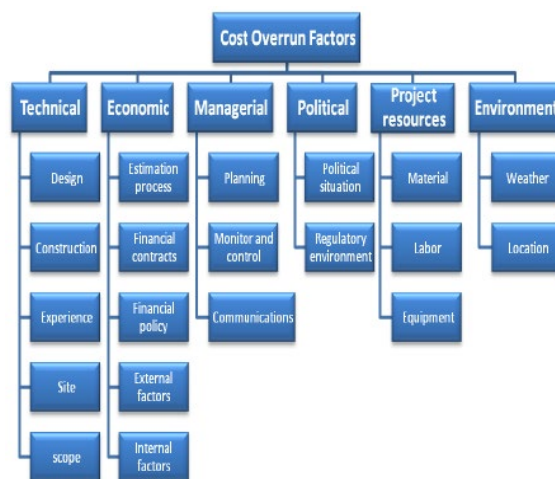 Cost Overrun Factors
Technical
Economic
Managerial
Political
Project
resources
Environment
Design
Construction
Experience
Site
scope
Estimation
process
Financial
contracts
Financial
policy
External
factors
Internal
factors
Planning
Monitor and
control
Communications
Political
situation
Regulatory
environment
Material
Labor
Equipment
Weather
Location